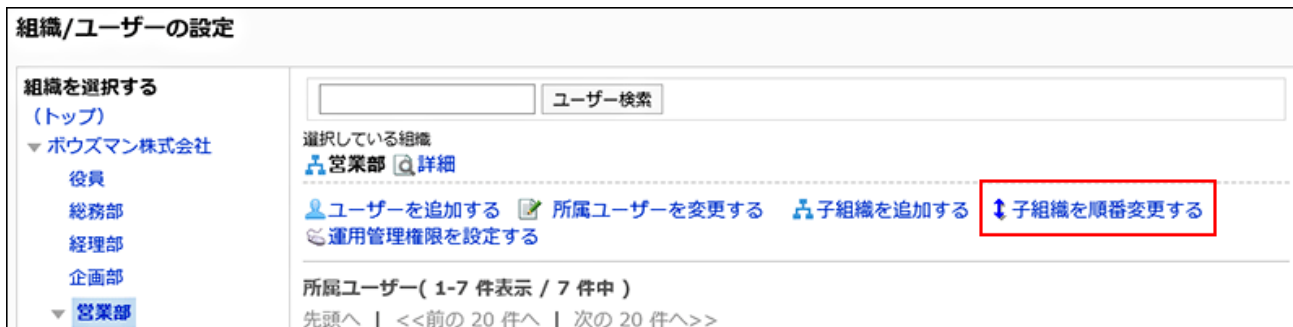 組織/ユーザーの設定
組織を選択する
(トップ)
ボウズマン株式会社
役員
総務部
経理部
企画部
営業部
ユーザー検索
選択している組織
営業部 詳細
ユーザーを追加する 所属ユーザーを変更する 子組織を追加する 子組織を順番変更する
運用管理権限を設定する
所属ユーザー( 1-7 件表示 / 7 件中 )
先頭へ | <<前の 20 件へ | 次の 20 件へ>>